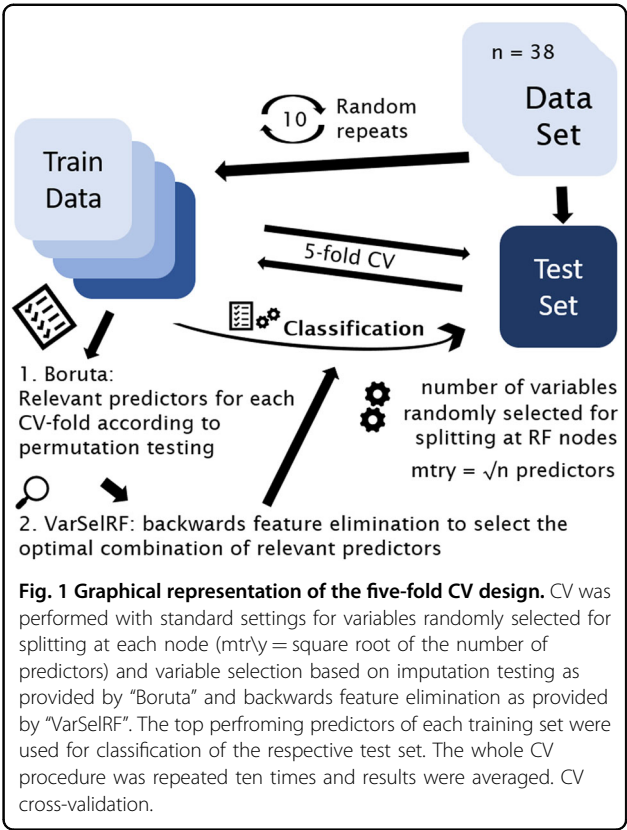 n = 38
Data
Set
10
Random
repeats
Train
Data
5-fold CV
Test
Set
Classification
1. Boruta:
Relevant predictors for each
CV-fold according to
permutation testing
number of variables
randomly selected for
splitting at RF nodes
mtry = √n predictors
2. VarSelRF: backwards feature elimination to select the
optimal combination of relevant predictors
Fig. 1 Graphical representation of the five-fold CV design. CV was
performed with standard settings for variables randomly selected for
splitting at each node (mtr\y = square root of the number of
predictors) and variable selection based on imputation testing as
provided by “Boruta” and backwards feature elimination as provided
by “VarSelRF”. The top perfroming predictors of each training set were
used for classification of the respective test set. The whole CV
procedure was repeated ten times and results were averaged. CV
cross-validation.